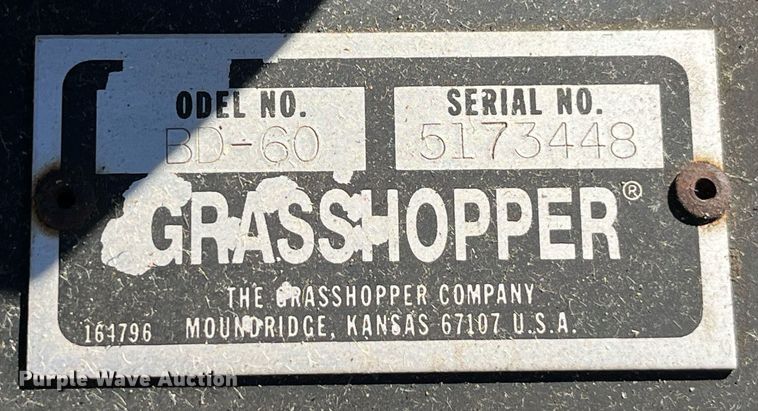 ODEL NO. SERIAL NO.
BD-60 5173448
GRASSHOPPER®
THE GRASSHOPPER COMPANY
164796 MOUNDRIDGE, KANSAS 67107 U.S.A.
Purple Wave Auction